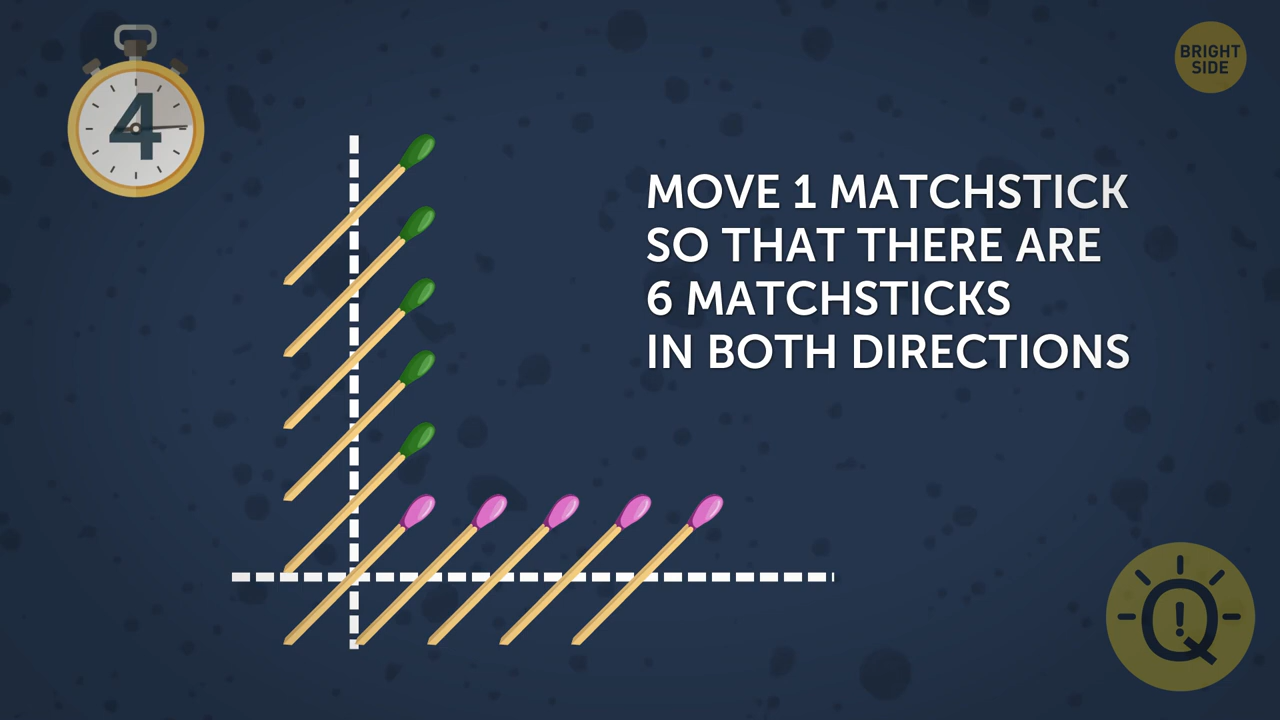 4
BRIGHT
SIDE
MOVE 1 MATCHSTICK
SO THAT THERE ARE
6 MATCHSTICKS
IN BOTH DIRECTIONS
Q!